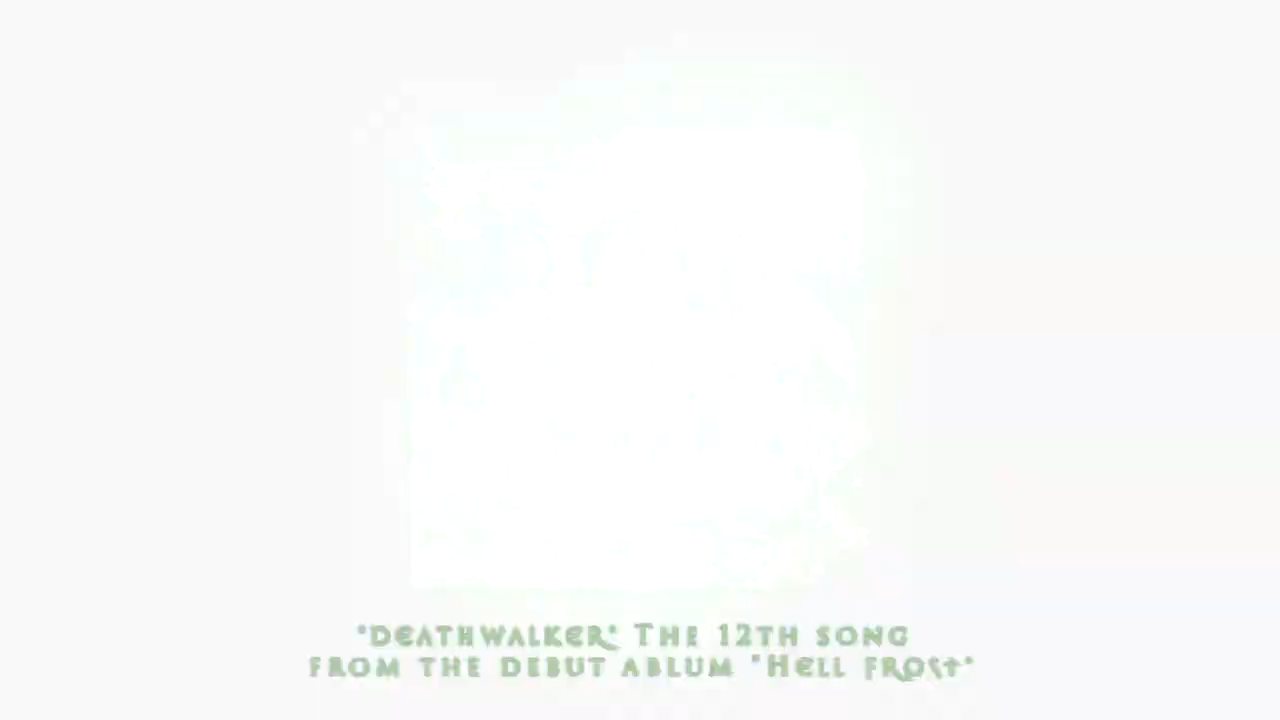 "DEATHWALKER" THE 12TH SONG
FROM THE DEBUT ABLUM "HELL FROST"